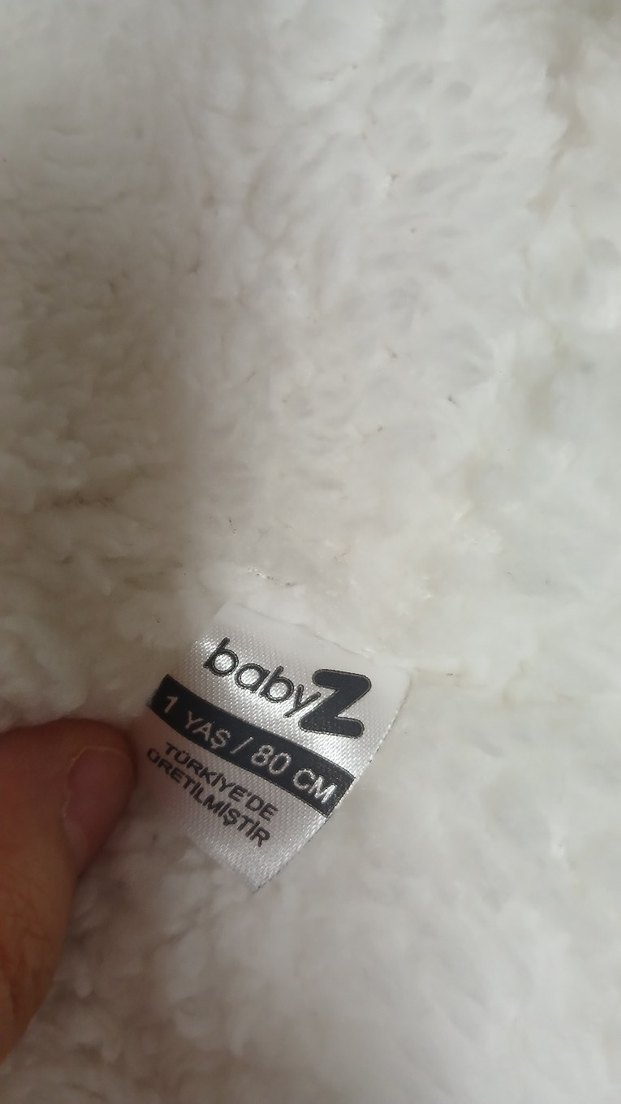 babyZ
1 YAŞ / 80 CM
TÜRKİYE'DE
ÜRETİLMİŞTİR